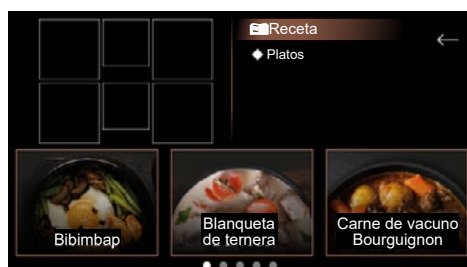 Receta
Platos
Bibimbap
Blanqueta
de ternera
Carne de vacuno
Bourguignon